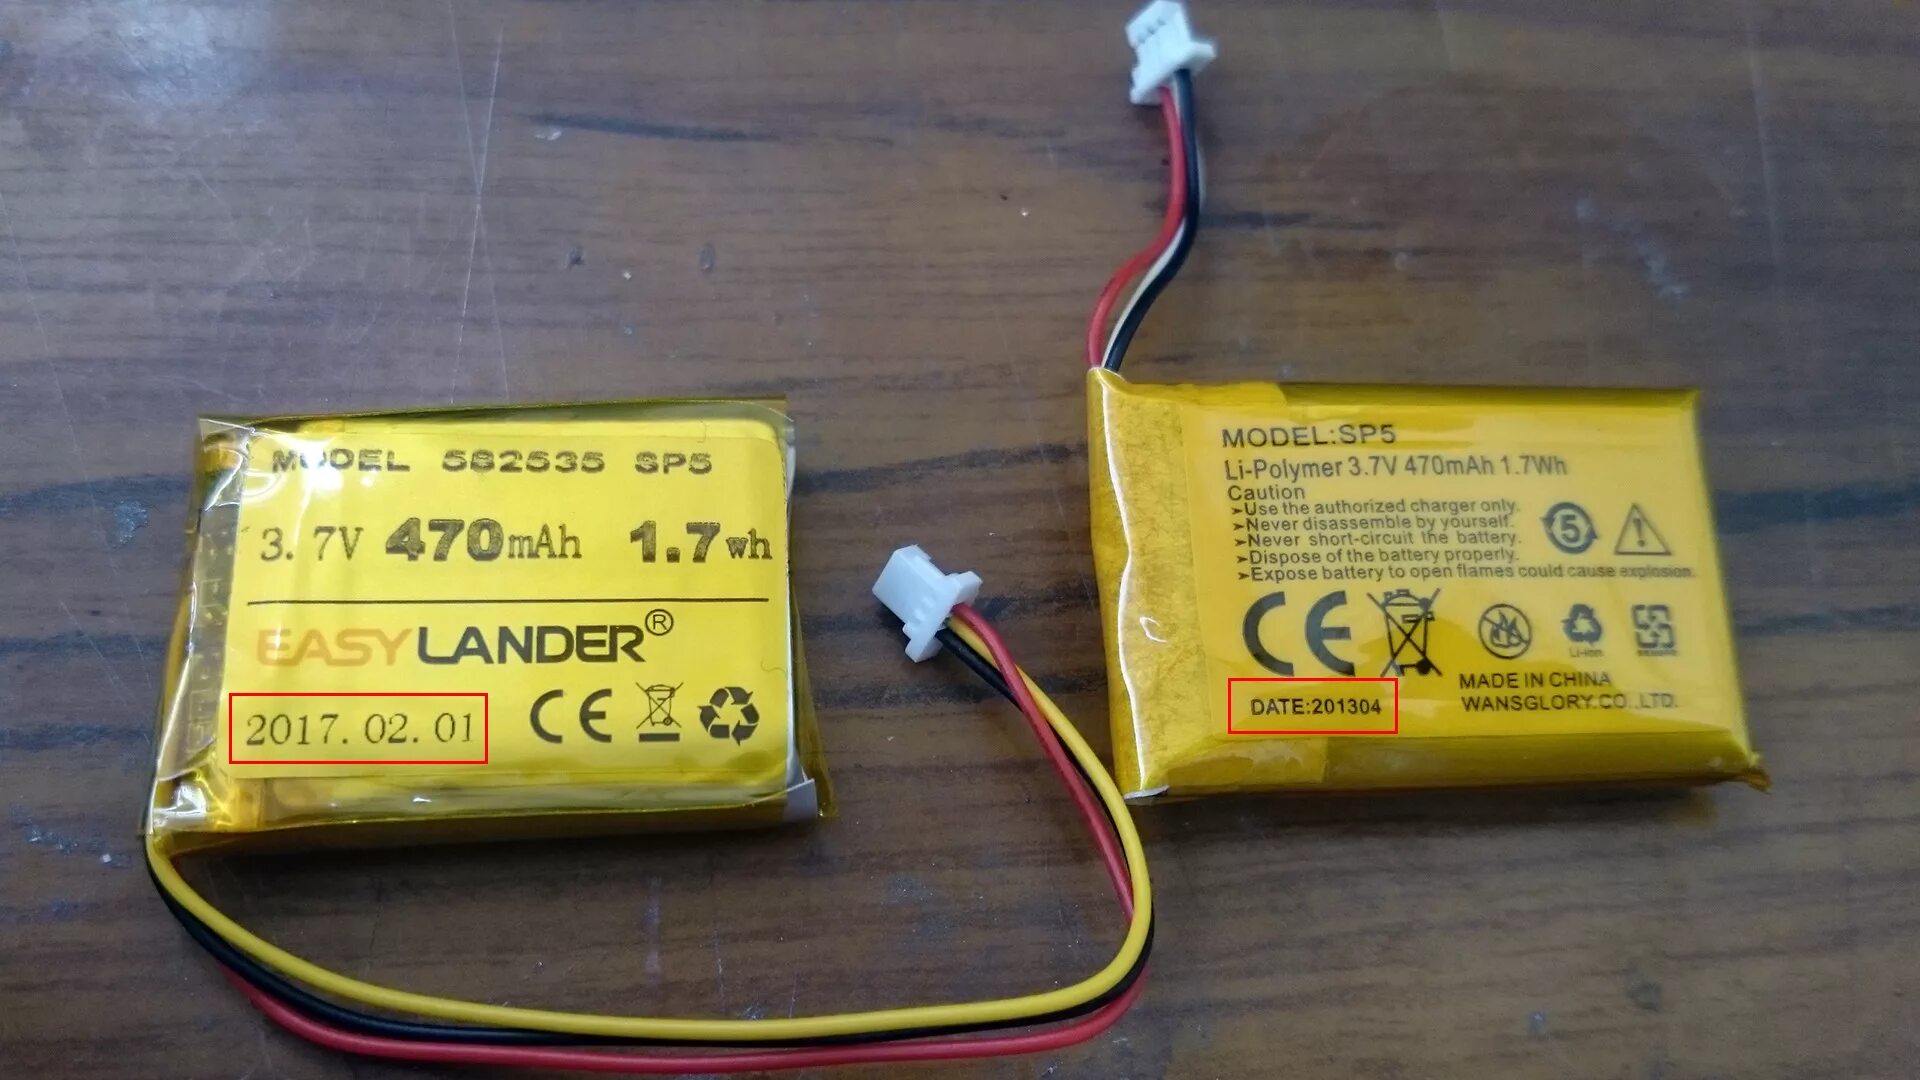 MODEL 582535 SP5
3.7V 470mAh 1.7wh
EASYLANDER®
2017.02.01
CE
MODEL:SP5
Li-Polymer 3.7V 470mAh 1.7Wh
Caution
➤Use the authorized charger only.
➤Never disassemble by yourself.
➤Never short-circuit the battery.
➤Dispose of the battery properly.
➤Expose battery to open flames could cause explosion.
5
CE
Li-ion
MADE IN CHINA
DATE:201304
WANSGLORY.CO.,LTD.